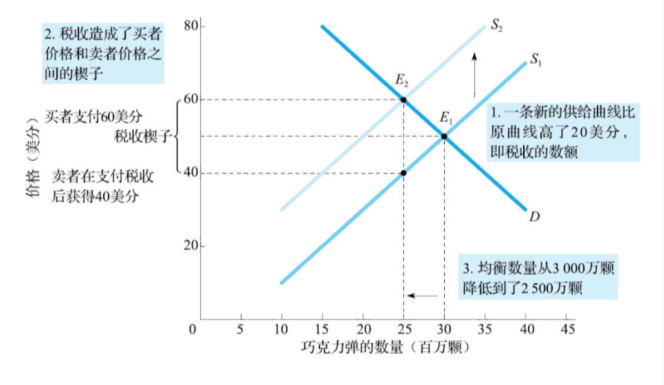 2. 税收造成了买者
价格和卖者价格之
间的楔子
买者支付60美分
税收楔子
卖者在支付税收
后获得40美分
价格（美分）
80
60
40
20
0
5
10
15
20
25
30
35
40
45
巧克力弹的数量（百万颗）
S2
S1
E2
E1
D
1. 一条新的供给曲线比
原曲线高了20美分，
即税收的数额
3. 均衡数量从3 000万颗
降低到了2 500万颗